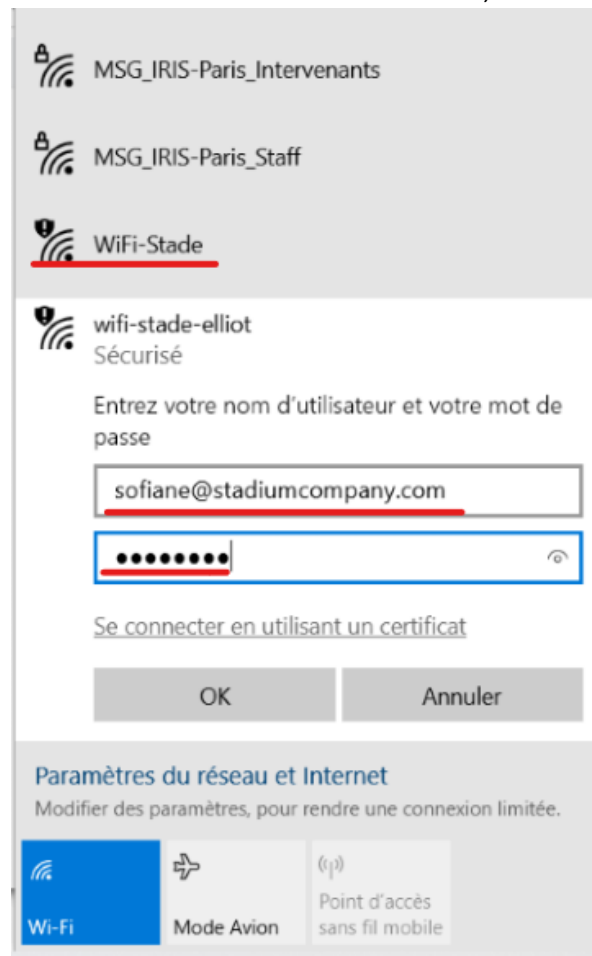 MSG_IRIS-Paris_Intervenants
MSG_IRIS-Paris_Staff
WiFi-Stade
wifi-stade-elliot
Sécurisé
Entrez votre nom d'utilisateur et votre mot de
passe
sofiane@stadiumcompany.com
••••••••
Se connecter en utilisant un certificat
OK Annuler
Paramètres du réseau et Internet
Modifier des paramètres, pour rendre une connexion limitée.
Wi-Fi
Mode Avion
Point d'accès
sans fil mobile